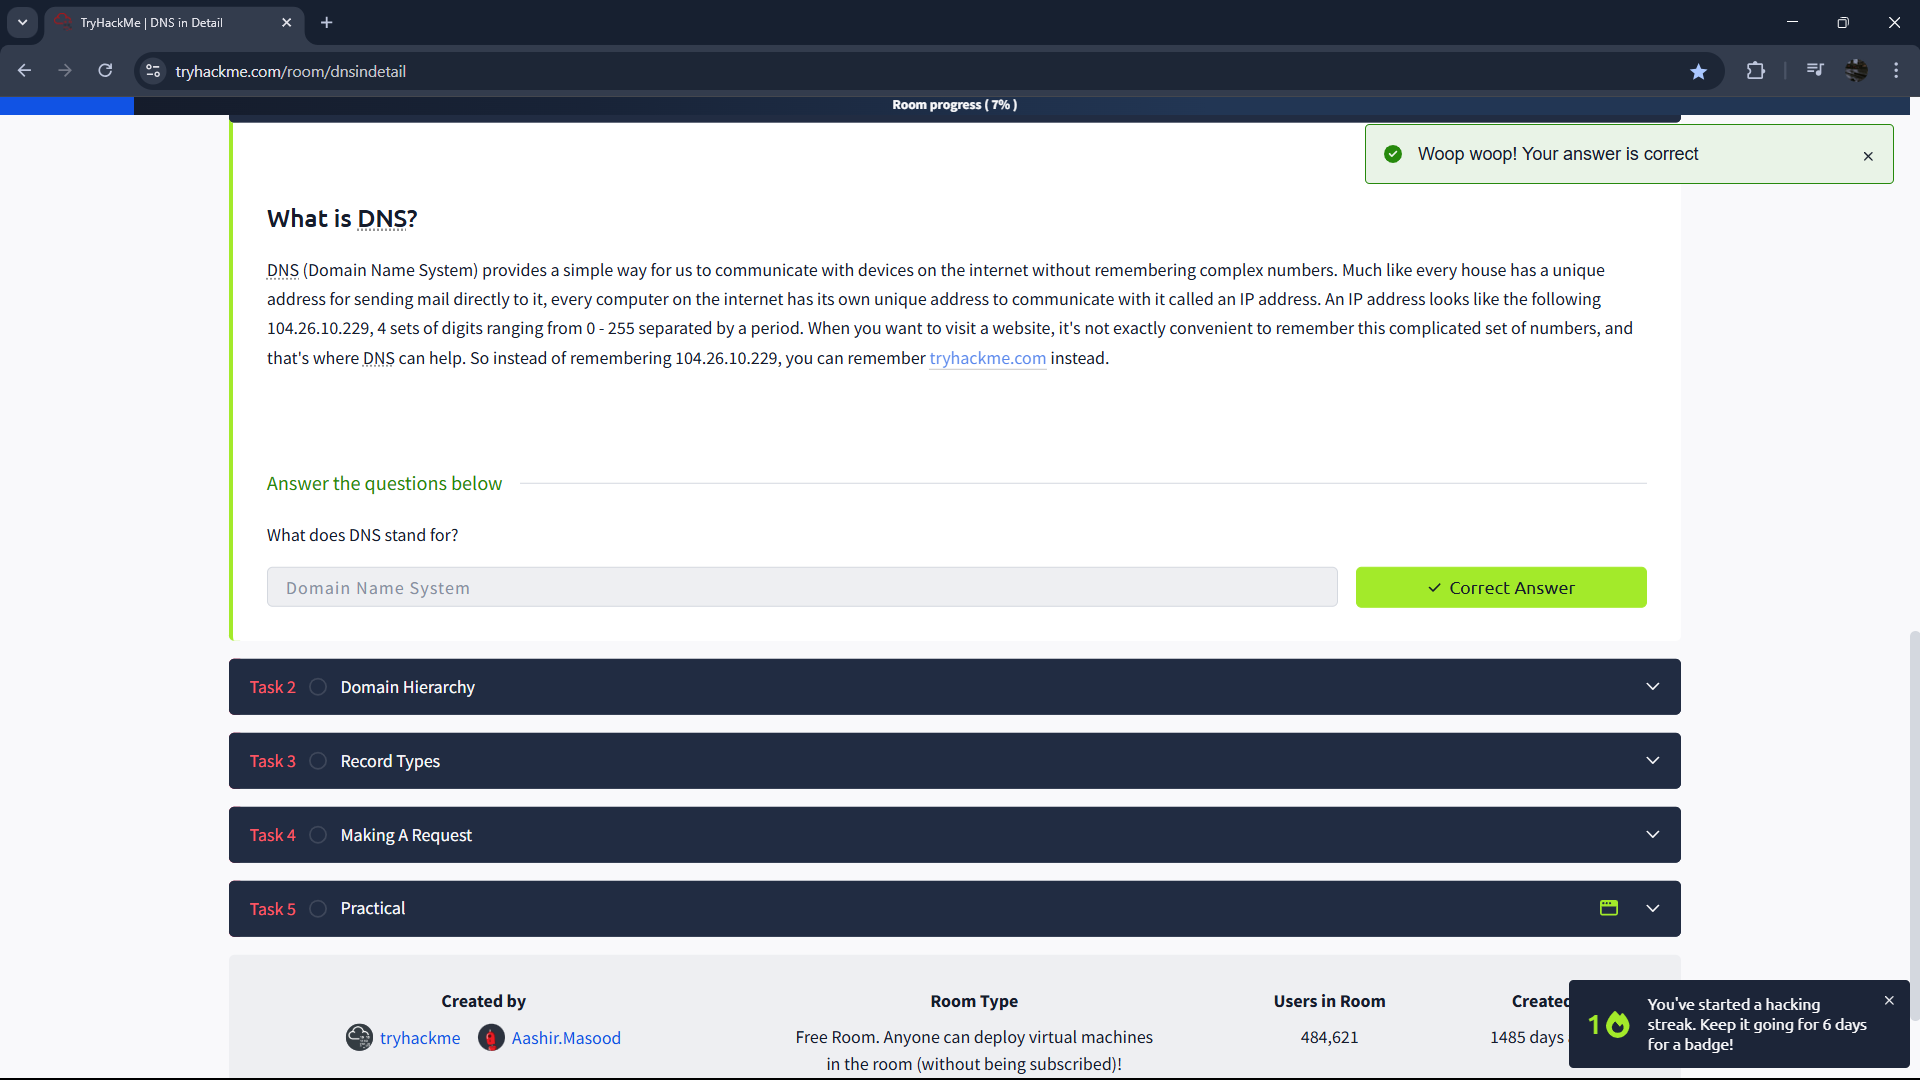 TryHackMe | DNS in Detail
tryhackme.com/room/dnsindetail
Room progress ( 7% )
Woop woop! Your answer is correct
What is DNS?
DNS (Domain Name System) provides a simple way for us to communicate with devices on the internet without remembering complex numbers. Much like every house has a unique
address for sending mail directly to it, every computer on the internet has its own unique address to communicate with it called an IP address. An IP address looks like the following
104.26.10.229, 4 sets of digits ranging from 0 - 255 separated by a period. When you want to visit a website, it's not exactly convenient to remember this complicated set of numbers, and
that's where DNS can help. So instead of remembering 104.26.10.229, you can remember tryhackme.com instead.
Answer the questions below
What does DNS stand for?
Domain Name System
Correct Answer
Task 2 Domain Hierarchy
Task 3 Record Types
Task 4 Making A Request
Task 5 Practical
Created by
tryhackme Aashir.Masood
Room Type
Free Room. Anyone can deploy virtual machines
in the room (without being subscribed)!
Users in Room
484,621
Created
1485 days
1
You've started a hacking
streak. Keep it going for 6 days
for a badge!